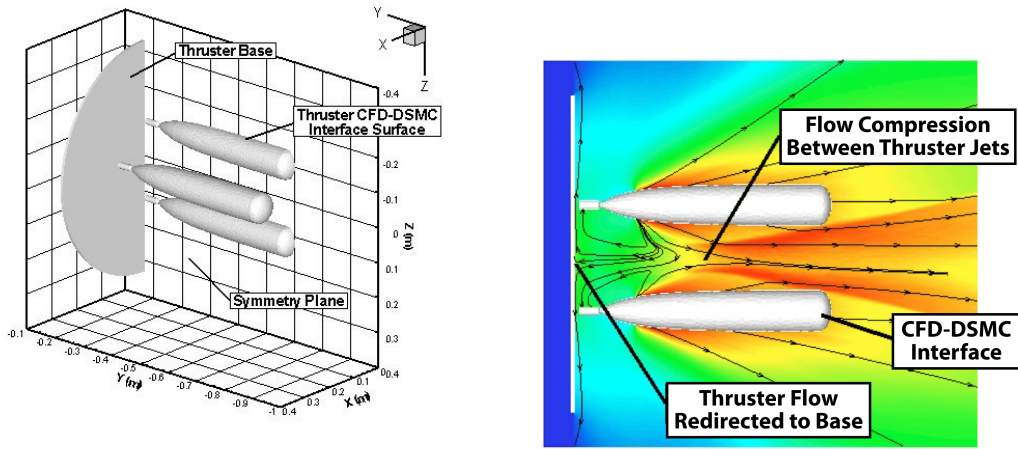 Y
X
Z
Thruster Base
Thruster CFD-DSMC
Interface Surface
Symmetry Plane
-0.4
-0.2
-0.1
0
0.1
0.2
0.3
0.4
Z (m)
-0.1
-0.2
-0.3
-0.4
-0.5
-0.6
-0.7
-0.8
-0.9
-1
Y (m)
0.4
0.3
0.2
0.1
0
X (m)
Flow Compression
Between Thruster Jets
CFD-DSMC
Interface
Thruster Flow
Redirected to Base